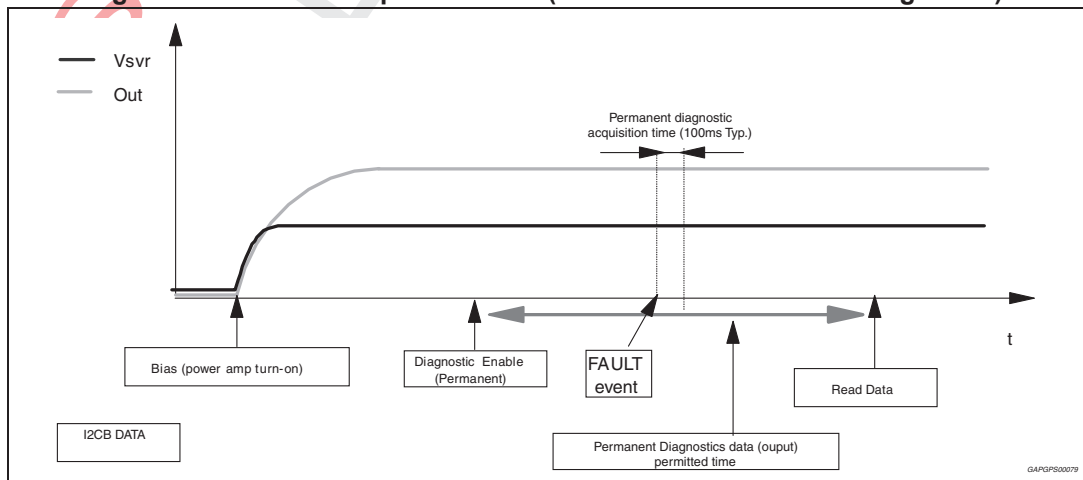 Vsvr
Out
Permanent diagnostic
acquisition time (100ms Typ.)
t
Bias (power amp turn-on)
Diagnostic Enable
(Permanent)
FAULT
event
Read Data
I2CB DATA
Permanent Diagnostics data (ouput)
permitted time
GAPGPS00079